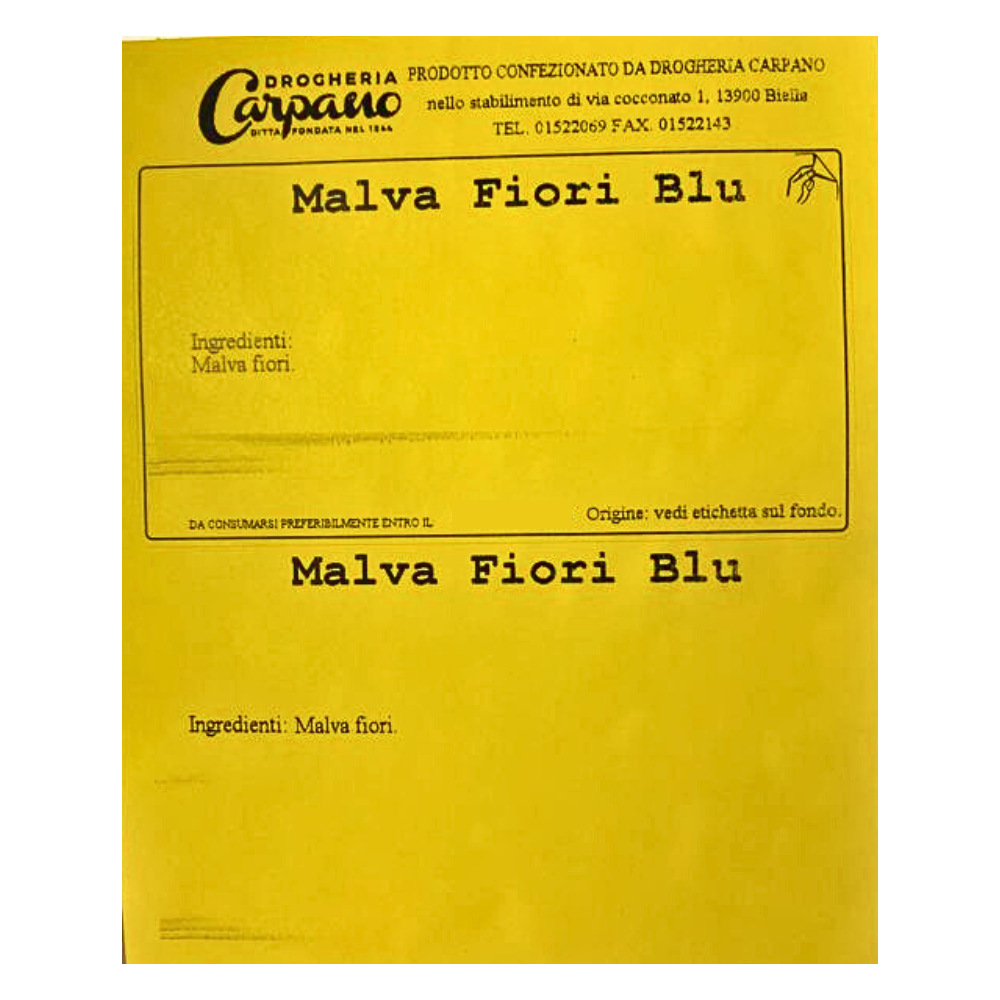 DROGHERIA
Carpano
DITTA FONDATA NEL 1944
PRODOTTO CONFEZIONATO DA DROGHERIA CARPANO
nello stabilimento di via cocconato 1, 13900 Biella
TEL. 01522069 FAX. 01522143
Malva Fiori Blu
Ingredienti:
Malva fiori.
DA CONSUMARSI PREFERIBILMENTE ENTRO IL
Origine: vedi etichetta sul fondo.
Malva Fiori Blu
Ingredienti: Malva fiori.